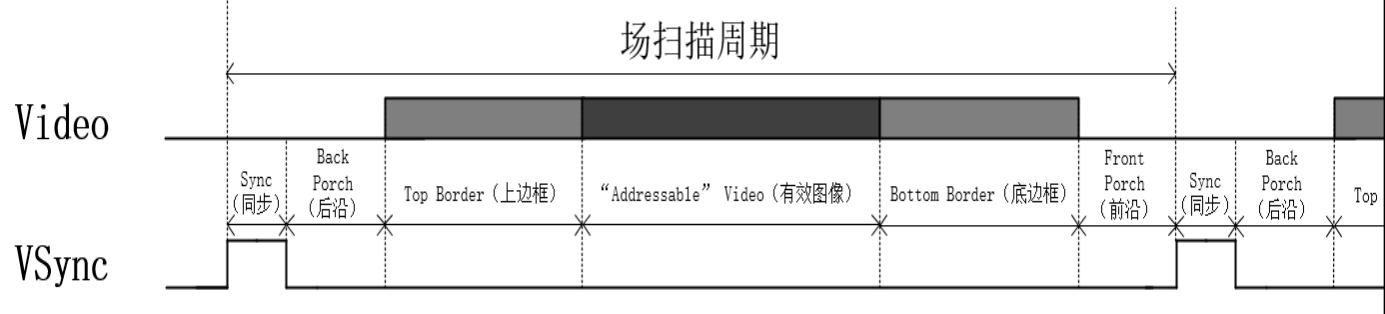 场扫描周期
Video
Sync
(同步)
Back
Porch
(后沿)
Top Border(上边框)
“Addressable” Video(有效图像)
Bottom Border(底边框)
Front
Porch
(前沿)
Sync
(同步)
Back
Porch
(后沿)
Top
VSync